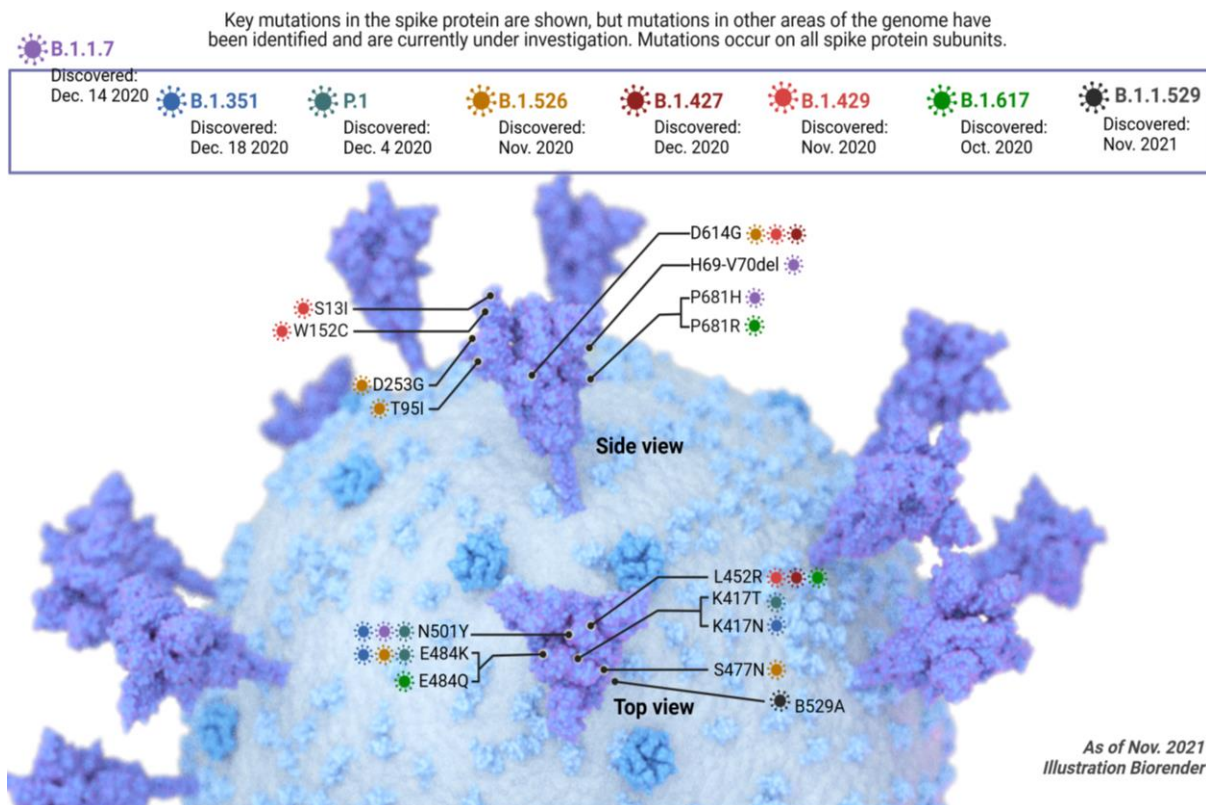 Key mutations in the spike protein are shown, but mutations in other areas of the genome have
been identified and are currently under investigation. Mutations occur on all spike protein subunits.
B.1.1.7
Discovered:
Dec. 14 2020
B.1.351
Discovered:
Dec. 18 2020
P.1
Discovered:
Dec. 4 2020
B.1.526
Discovered:
Nov. 2020
B.1.427
Discovered:
Dec. 2020
B.1.429
Discovered:
Nov. 2020
B.1.617
Discovered:
Oct. 2020
B.1.1.529
Discovered:
Nov. 2021
D614G
H69-V70del
P681H
P681R
S13I
W152C
D253G
T95I
Side view
L452R
K417T
K417N
N501Y
E484K
E484Q
S477N
B529A
Top view
As of Nov. 2021
Illustration Biorender